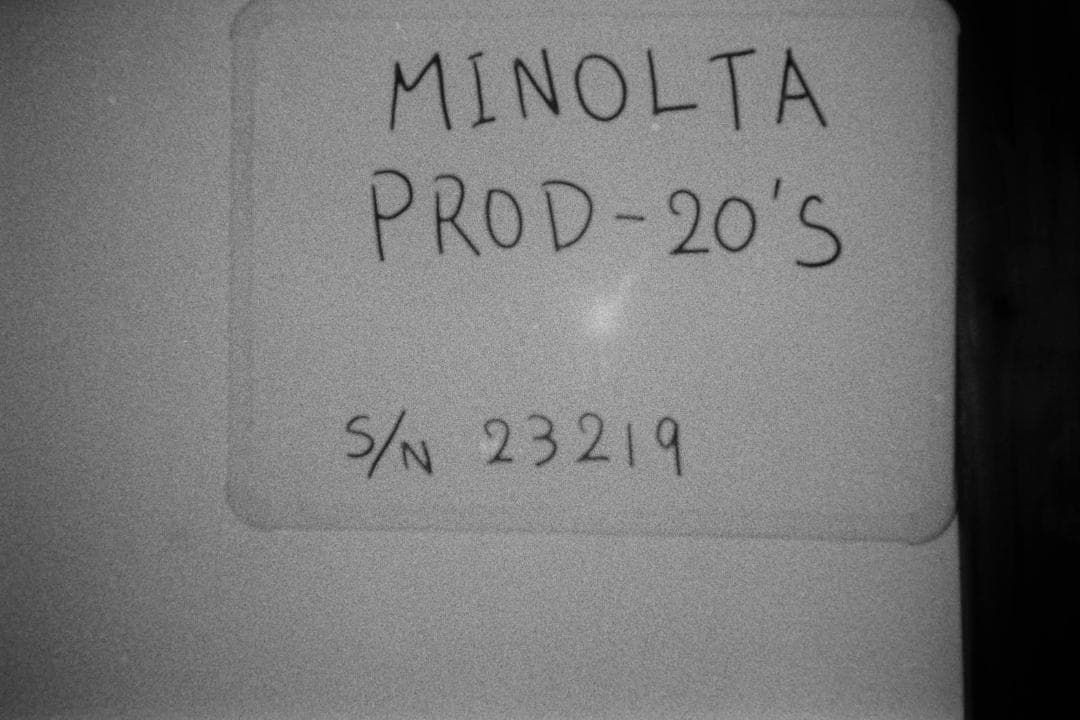 MINOLTA
PROD-20'S
S/N 23219